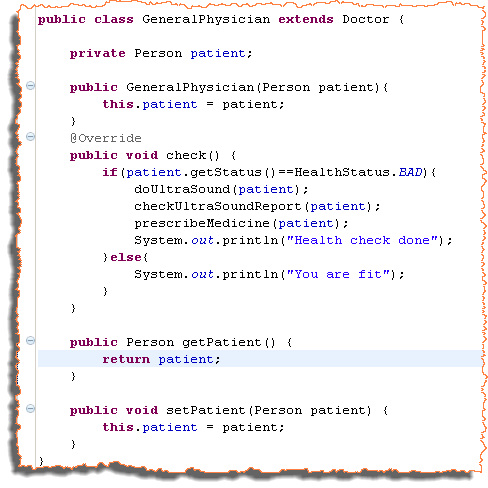 public class GeneralPhysician extends Doctor {
private Person patient;
public GeneralPhysician(Person patient){
this.patient = patient;
}
@Override
public void check() {
if(patient.getStatus()==HealthStatus.BAD){
doUltraSound(patient);
checkUltraSoundReport(patient);
prescribeMedicine(patient);
System.out.println("Health check done");
}else{
System.out.println("You are fit");
}
}
public Person getPatient() {
return patient;
}
public void setPatient(Person patient) {
this.patient = patient;
}
}